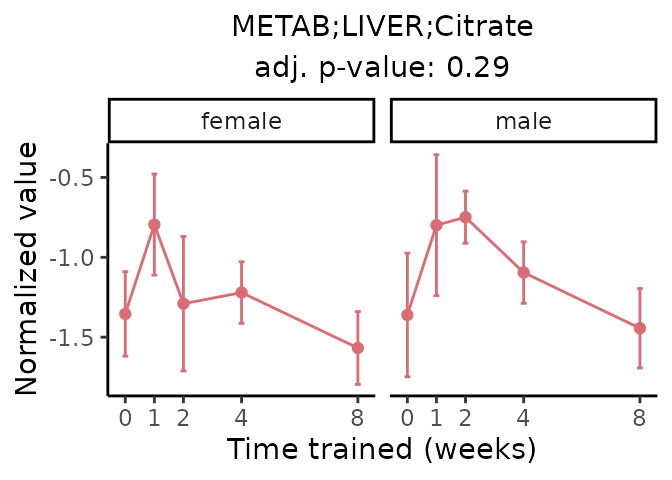 METAB;LIVER;Citrate
adj. p-value: 0.29
female male
Normalized value
-0.5
-1.0
-1.5
0 1 2 4 8 0 1 2 4 8
Time trained (weeks)